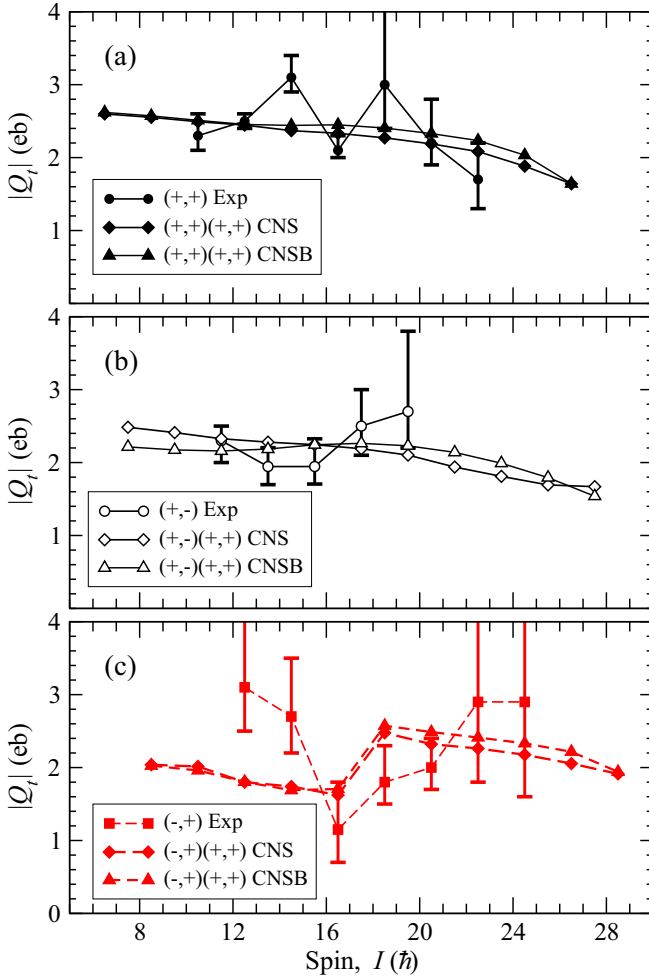 (a)
4
3
2
1
|Qt| (eb)
(+,+) Exp
(+,+)(+,+) CNS
(+,+)(+,+) CNSB
(b)
4
3
2
1
|Qt| (eb)
(+,-) Exp
(+,-)(+,+) CNS
(+,-)(+,+) CNSB
(c)
4
3
2
1
0
|Qt| (eb)
(-,+) Exp
(-,+)(+,+) CNS
(-,+)(+,+) CNSB
8 12 16 20 24 28
Spin, I (ħ)